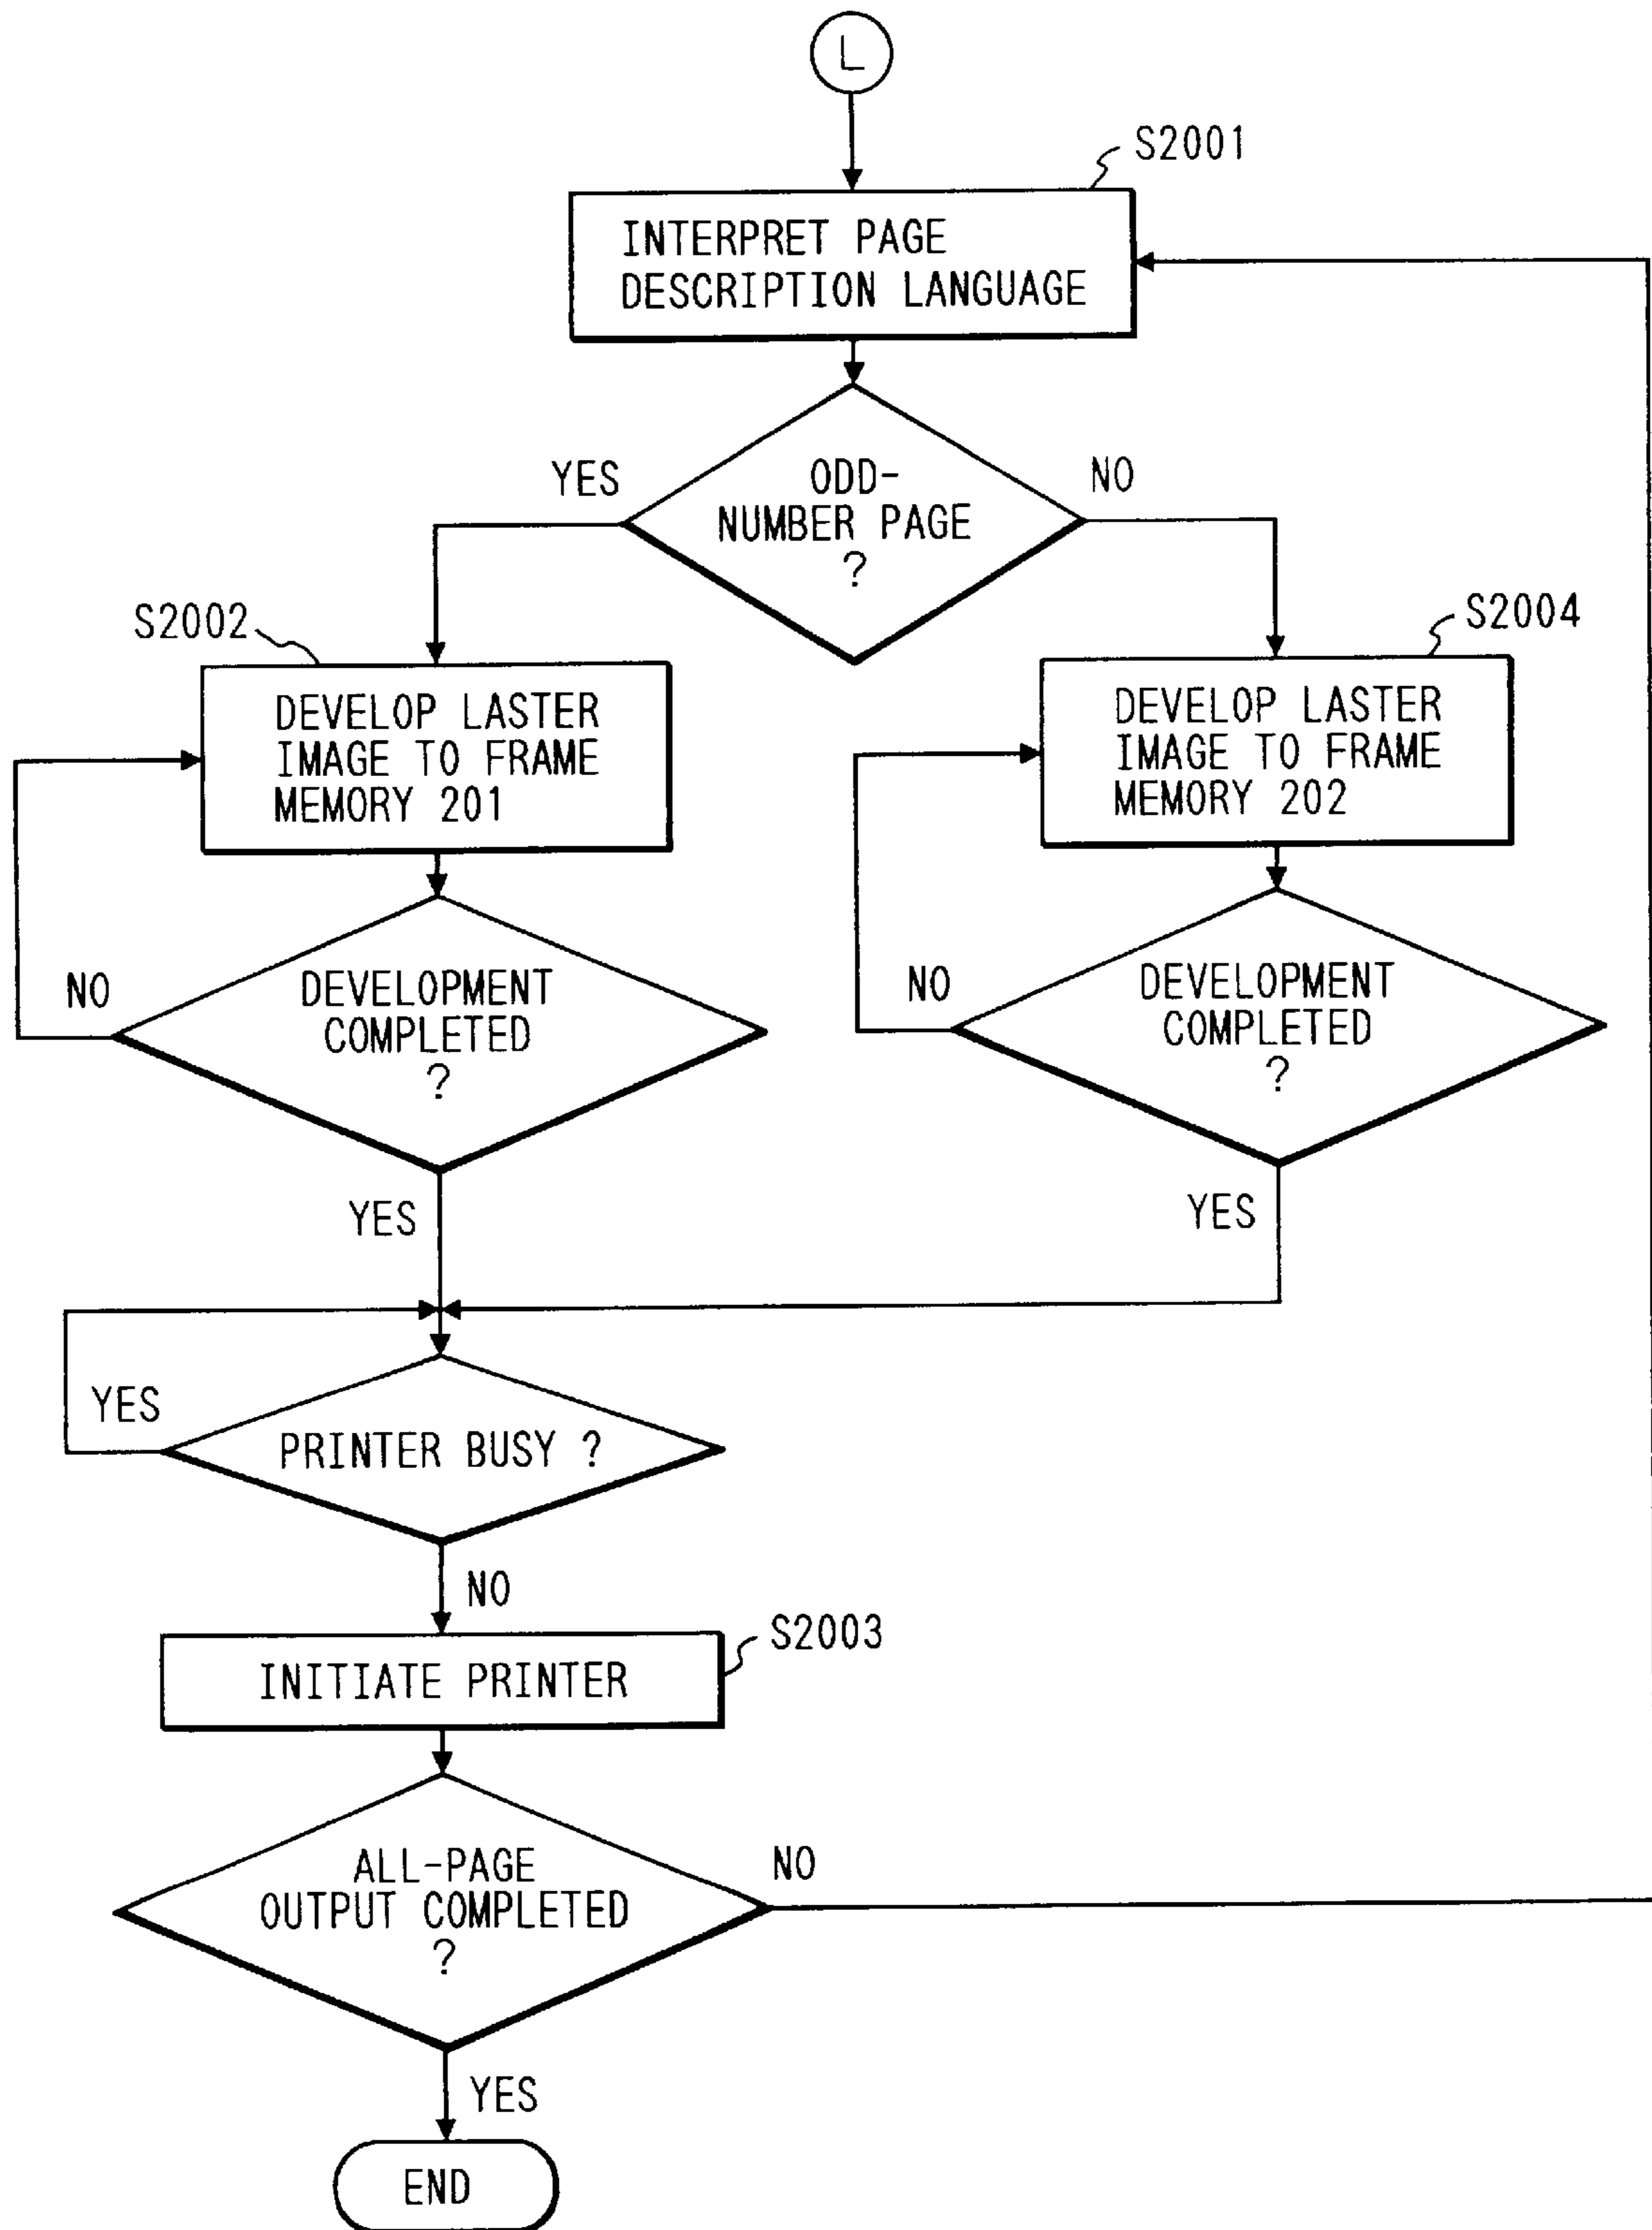 L
S2001
INTERPRET PAGE
DESCRIPTION LANGUAGE
YES
ODD-
NUMBER PAGE
?
NO
S2002
DEVELOP LASTER
IMAGE TO FRAME
MEMORY 201
S2004
DEVELOP LASTER
IMAGE TO FRAME
MEMORY 202
NO
DEVELOPMENT
COMPLETED
?
YES
NO
DEVELOPMENT
COMPLETED
?
YES
YES
PRINTER BUSY ?
NO
S2003
INITIATE PRINTER
ALL-PAGE
OUTPUT COMPLETED
?
NO
YES
END